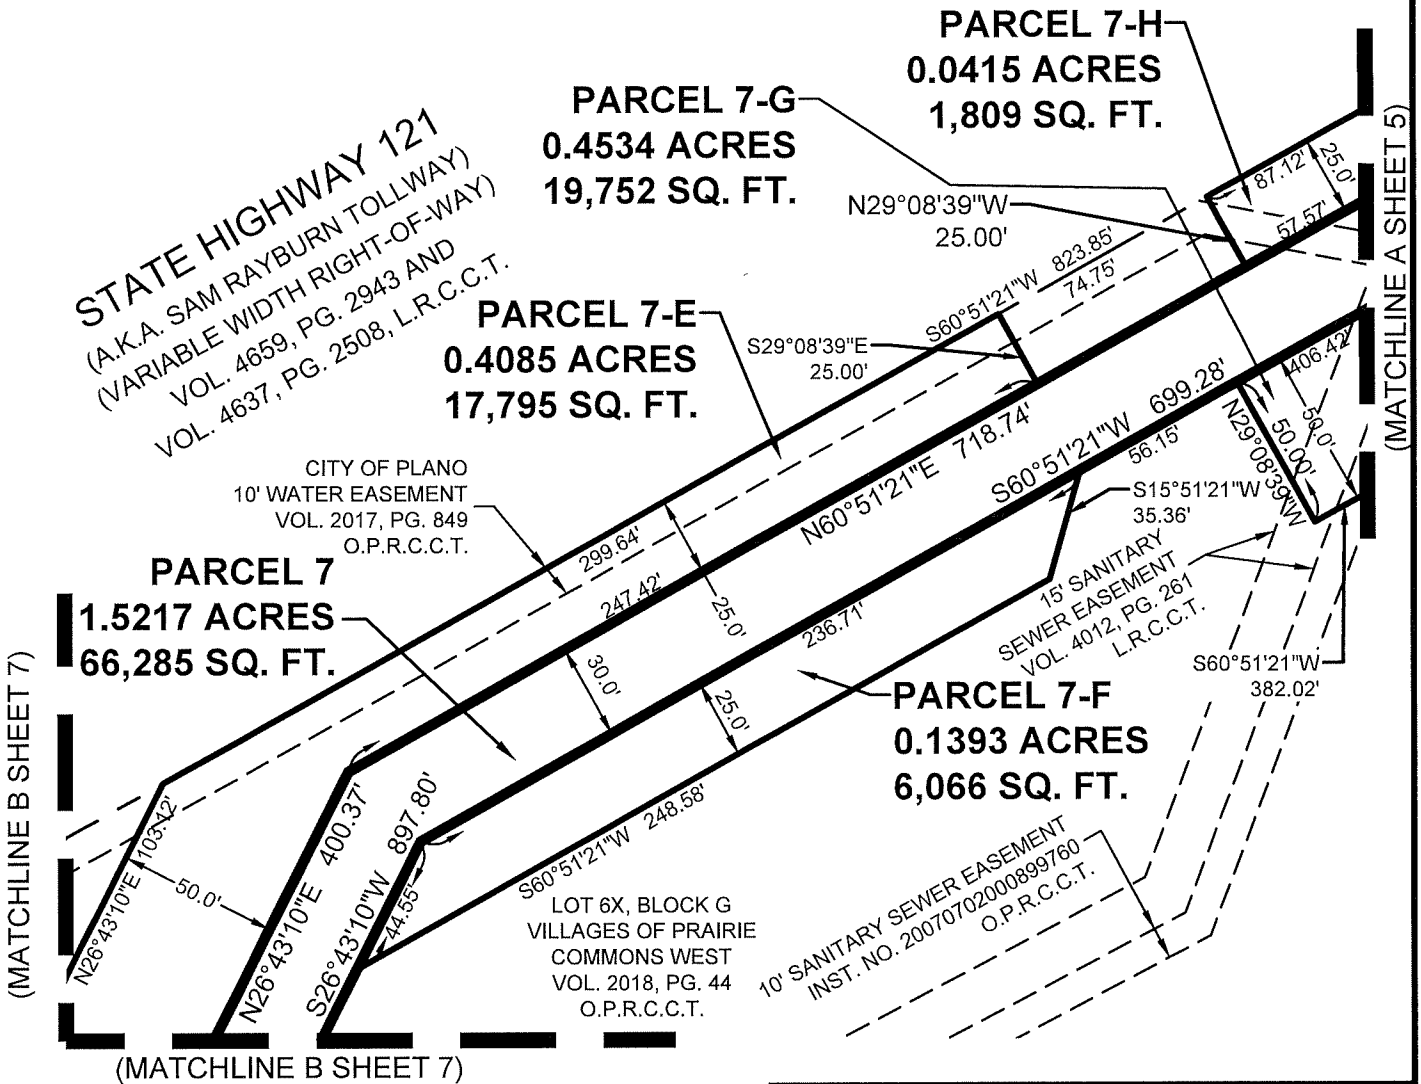 PARCEL 7-H
0.0415 ACRES
1,809 SQ. FT.
PARCEL 7-G
0.4534 ACRES
19,752 SQ. FT.
STATE HIGHWAY 121
(A.K.A. SAM RAYBURN TOLLWAY)
(VARIABLE WIDTH RIGHT-OF-WAY)
VOL. 4659, PG. 2943 AND
VOL. 4637, PG. 2508, L.R.C.C.T.
N29°08'39"W
25.00'
87.12'
25.0'
57.57'
(MATCHLINE A SHEET 5)
S60°51'21"W 823.85'
74.75'
PARCEL 7-E
0.4085 ACRES
17,795 SQ. FT.
S29°08'39"E
25.00'
406.42'
50.0'
N29°08'39"W
50.00'
N60°51'21"E 718.74'
S60°51'21"W 699.28'
56.15'
S15°51'21"W
35.36'
CITY OF PLANO
10' WATER EASEMENT
VOL. 2017, PG. 849
O.P.R.C.C.T.
299.64'
247.42'
25.0'
236.71'
15' SANITARY
SEWER EASEMENT
VOL. 4012, PG. 261
L.R.C.C.T.
S60°51'21"W
382.02'
PARCEL 7
1.5217 ACRES
66,285 SQ. FT.
30.0'
25.0'
PARCEL 7-F
0.1393 ACRES
6,066 SQ. FT.
(MATCHLINE B SHEET 7)
N26°43'10"E 103.42'
50.0'
N26°43'10"E 400.37'
S26°43'10"W 897.80'
44.55'
S60°51'21"W 248.58'
LOT 6X, BLOCK G
VILLAGES OF PRAIRIE
COMMONS WEST
VOL. 2018, PG. 44
O.P.R.C.C.T.
10' SANITARY SEWER EASEMENT
INST. NO. 20070702000899760
O.P.R.C.C.T.
(MATCHLINE B SHEET 7)